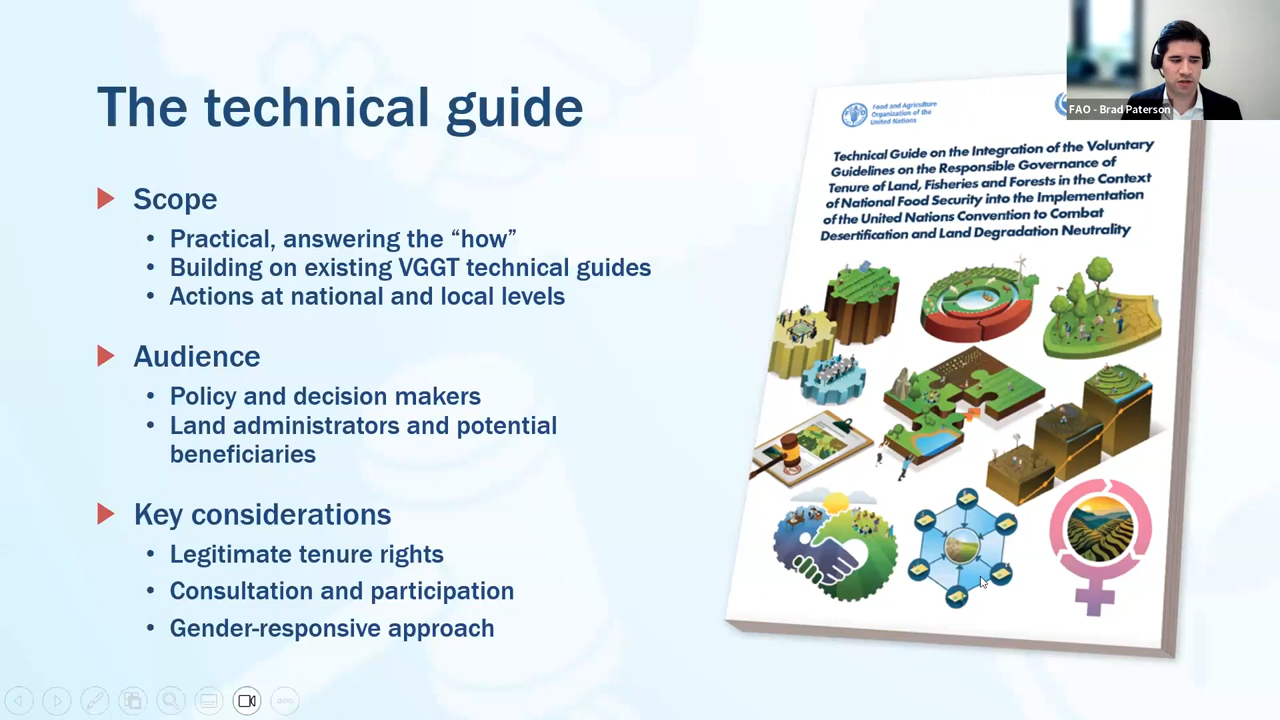 The technical guide
Scope
• Practical, answering the “how”
• Building on existing VGGT technical guides
• Actions at national and local levels
Audience
• Policy and decision makers
• Land administrators and potential
beneficiaries
Key considerations
• Legitimate tenure rights
• Consultation and participation
• Gender-responsive approach
FAO - Brad Paterson
Food and Agriculture
Organization of the
United Nations
Technical Guide on the Integration of the Voluntary
Guidelines on the Responsible Governance of
Tenure of Land, Fisheries and Forests in the Context
of National Food Security into the Implementation
of the United Nations Convention to Combat
Desertification and Land Degradation Neutrality